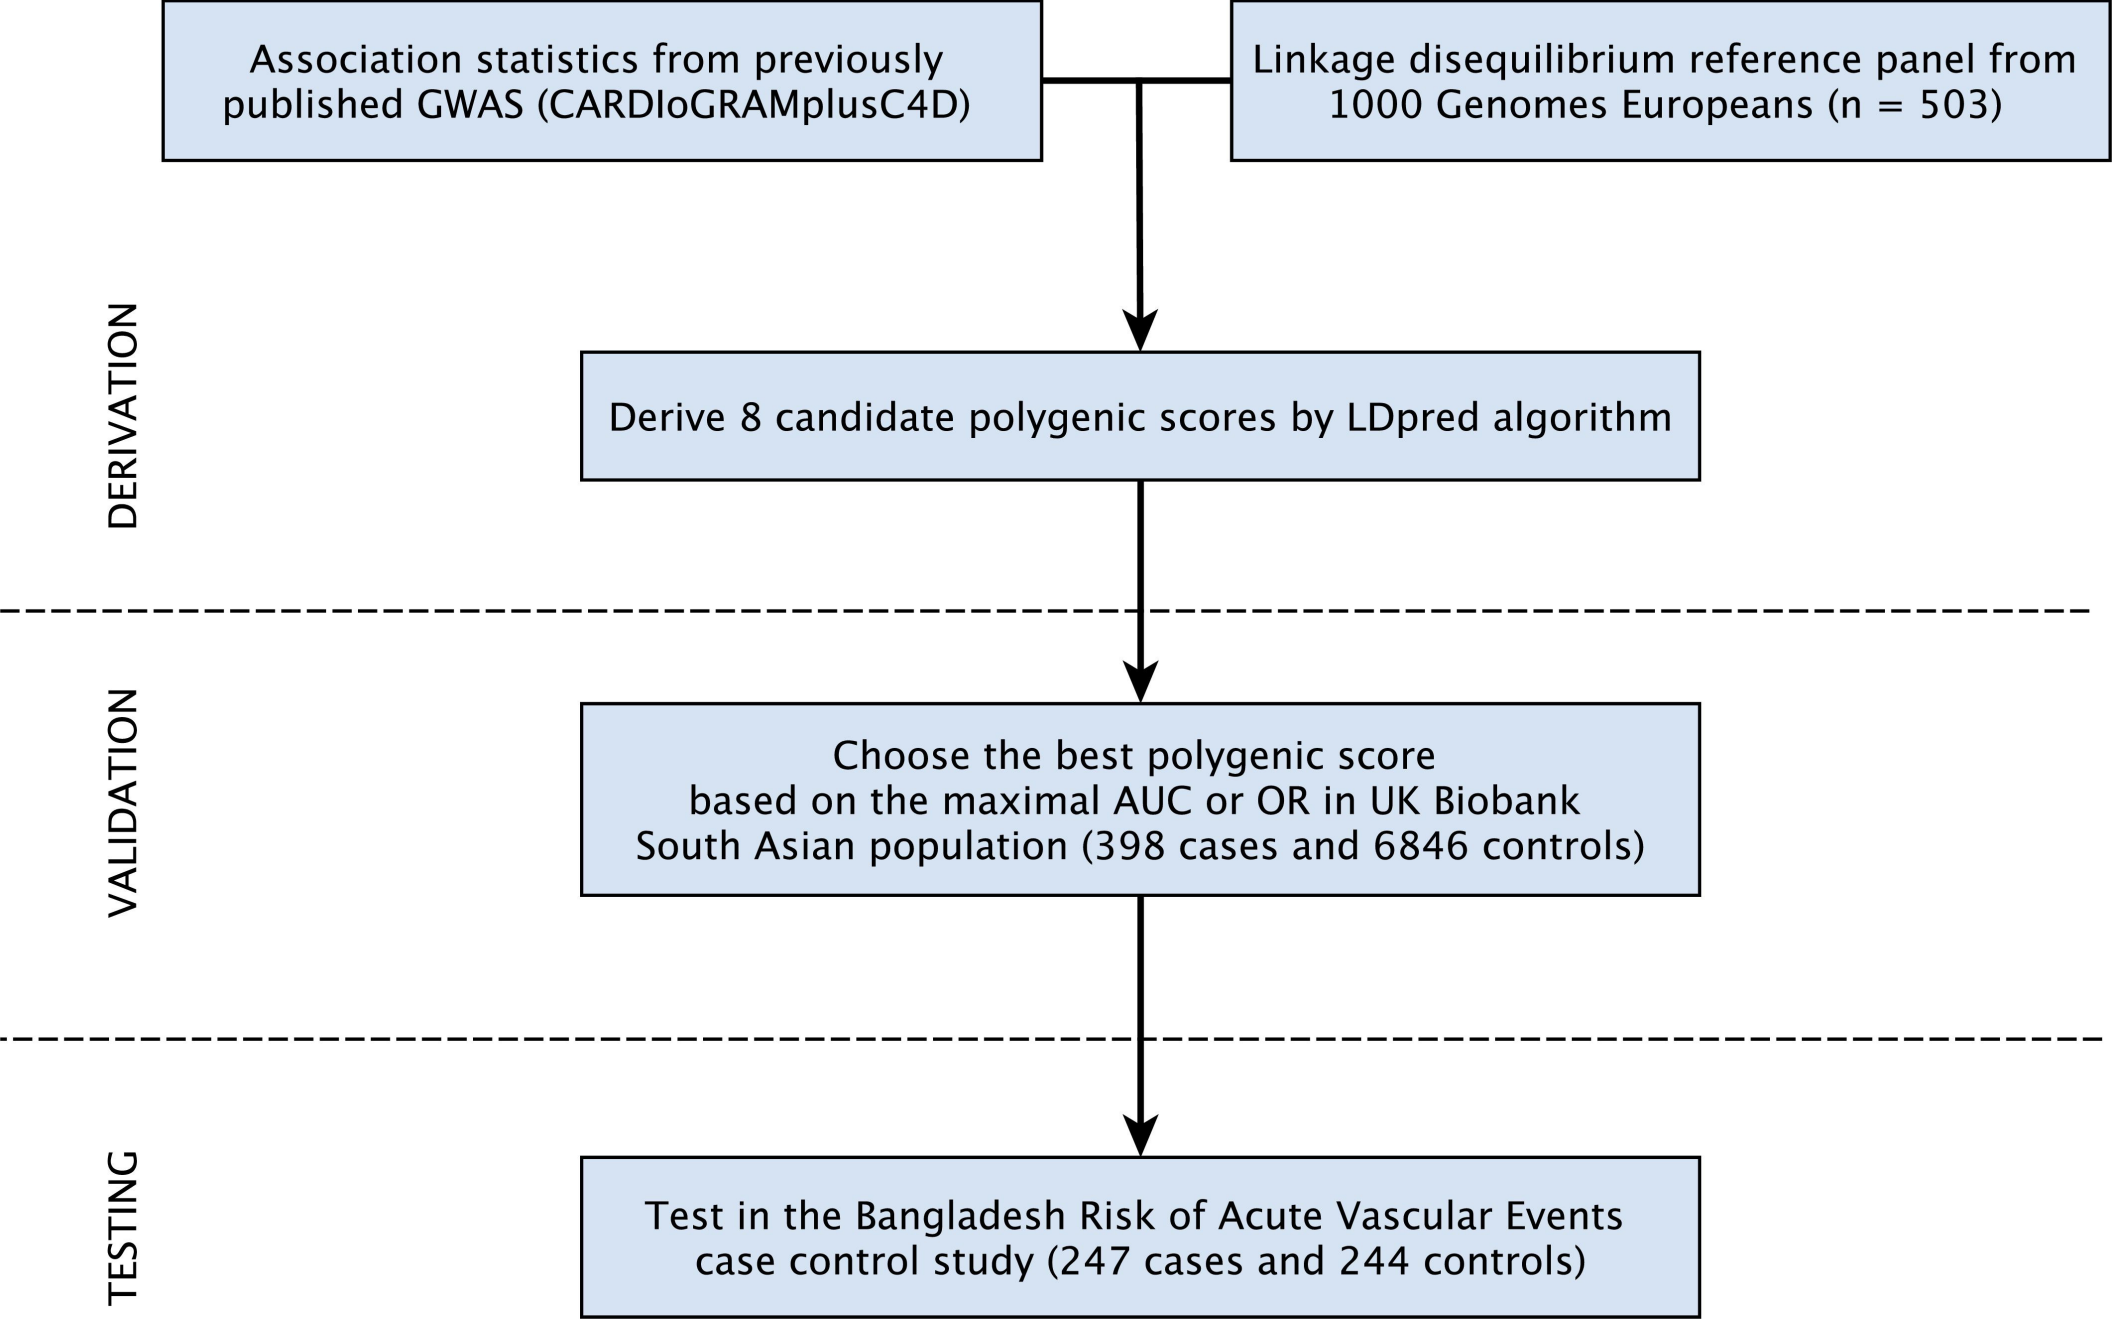 Association statistics from previously
published GWAS (CARDIoGRAMplusC4D)
Linkage disequilibrium reference panel from
1000 Genomes Europeans (n = 503)
DERIVATION
Derive 8 candidate polygenic scores by LDpred algorithm
VALIDATION
Choose the best polygenic score
based on the maximal AUC or OR in UK Biobank
South Asian population (398 cases and 6846 controls)
TESTING
Test in the Bangladesh Risk of Acute Vascular Events
case control study (247 cases and 244 controls)